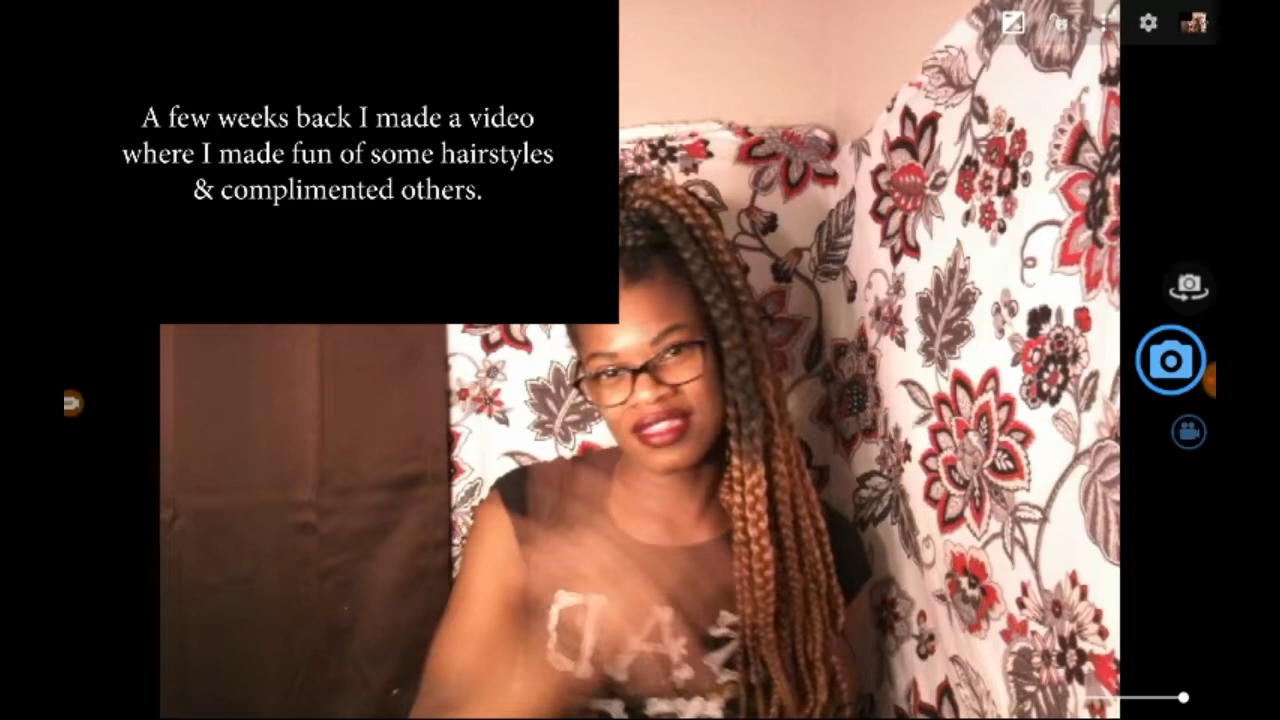 A few weeks back I made a video
where I made fun of some hairstyles
& complimented others.